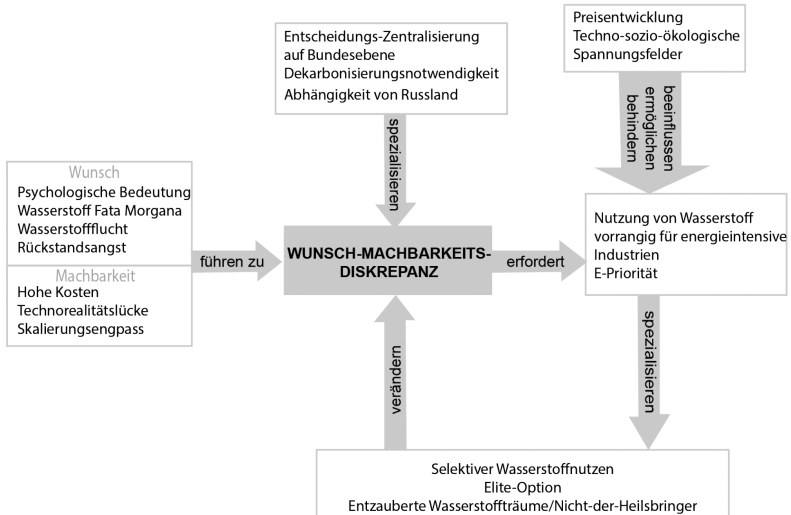 Preisentwicklung
Techno-sozio-ökologische
Spannungsfelder
Entscheidungs-Zentralisierung
auf Bundesebene
Dekarbonisierungsnotwendigkeit
Abhängigkeit von Russland
beeinflussen
ermöglichen
behindern
spezialisieren
Wunsch
Psychologische Bedeutung
Wasserstoff Fata Morgana
Wasserstoffflucht
Rückstandsangst
Machbarkeit
Hohe Kosten
Technorealitätslücke
Skalierungsengpass
führen zu
WUNSCH-MACHBARKEITS-
DISKREPANZ
erfordert
Nutzung von Wasserstoff
vorrangig für energieintensive
Industrien
E-Priorität
verändern
spezialisieren
Selektiver Wasserstoffnutzen
Elite-Option
Entzauberte Wasserstoffträume/Nicht-der-Heilsbringer